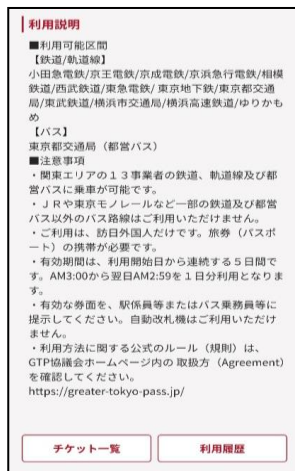 利用説明
■利用可能区間
【鉄道/軌道線】
小田急電鉄/京王電鉄/京成電鉄/京浜急行電鉄/相模
鉄道/西武鉄道/東急電鉄/ 東京地下鉄/東京都交通
局/東武鉄道/横浜市交通局/横浜高速鉄道/ゆりかも
め
【バス】
東京都交通局（都営バス）
■注意事項
・関東エリアの１３事業者の鉄道、軌道線及び都
営バスに乗車が可能です。
・ＪＲや東京モノレールなど一部の鉄道及び都営
バス以外のバス路線はご利用いただけません。
・ご利用は、訪日外国人だけです。旅券（パスポ
ート）の携帯が必要です。
・有効期間は、利用開始日から連続する５日間で
す。AM3:00から翌日AM2:59を１日分利用となりま
す。
・有効な券面を、駅係員等またはバス乗務員等に
提示してください。自動改札機はご利用いただけ
ません。
・利用方法に関する公式のルール（規則）は、
GTP協議会ホームページ内の 取扱方（Agreement）
を確認してください。
https://greater-tokyo-pass.jp/
チケット一覧
利用履歴